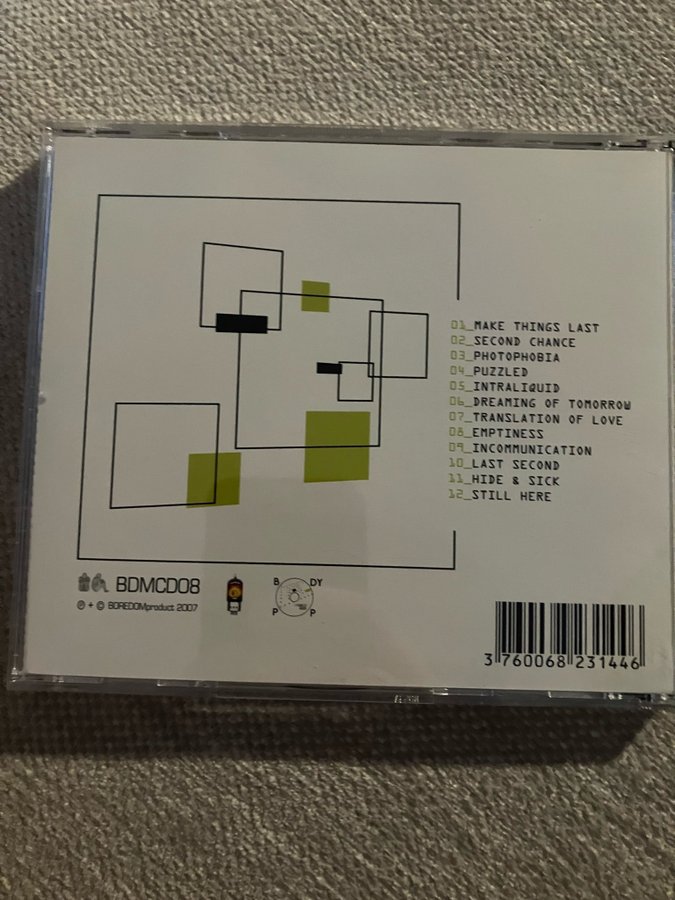 01_MAKE THINGS LAST
02_SECOND CHANCE
03_PHOTOPHOBIA
04_PUZZLED
05_INTRALIQUID
06_DREAMING OF TOMORROW
07_TRANSLATION OF LOVE
08_EMPTINESS
09_INCOMMUNICATION
10_LAST SECOND
11_HIDE & SICK
12_STILL HERE
BDMCD08
℗ + © BOREDOMproduct 2007
B DY
P P
3 760068 231446